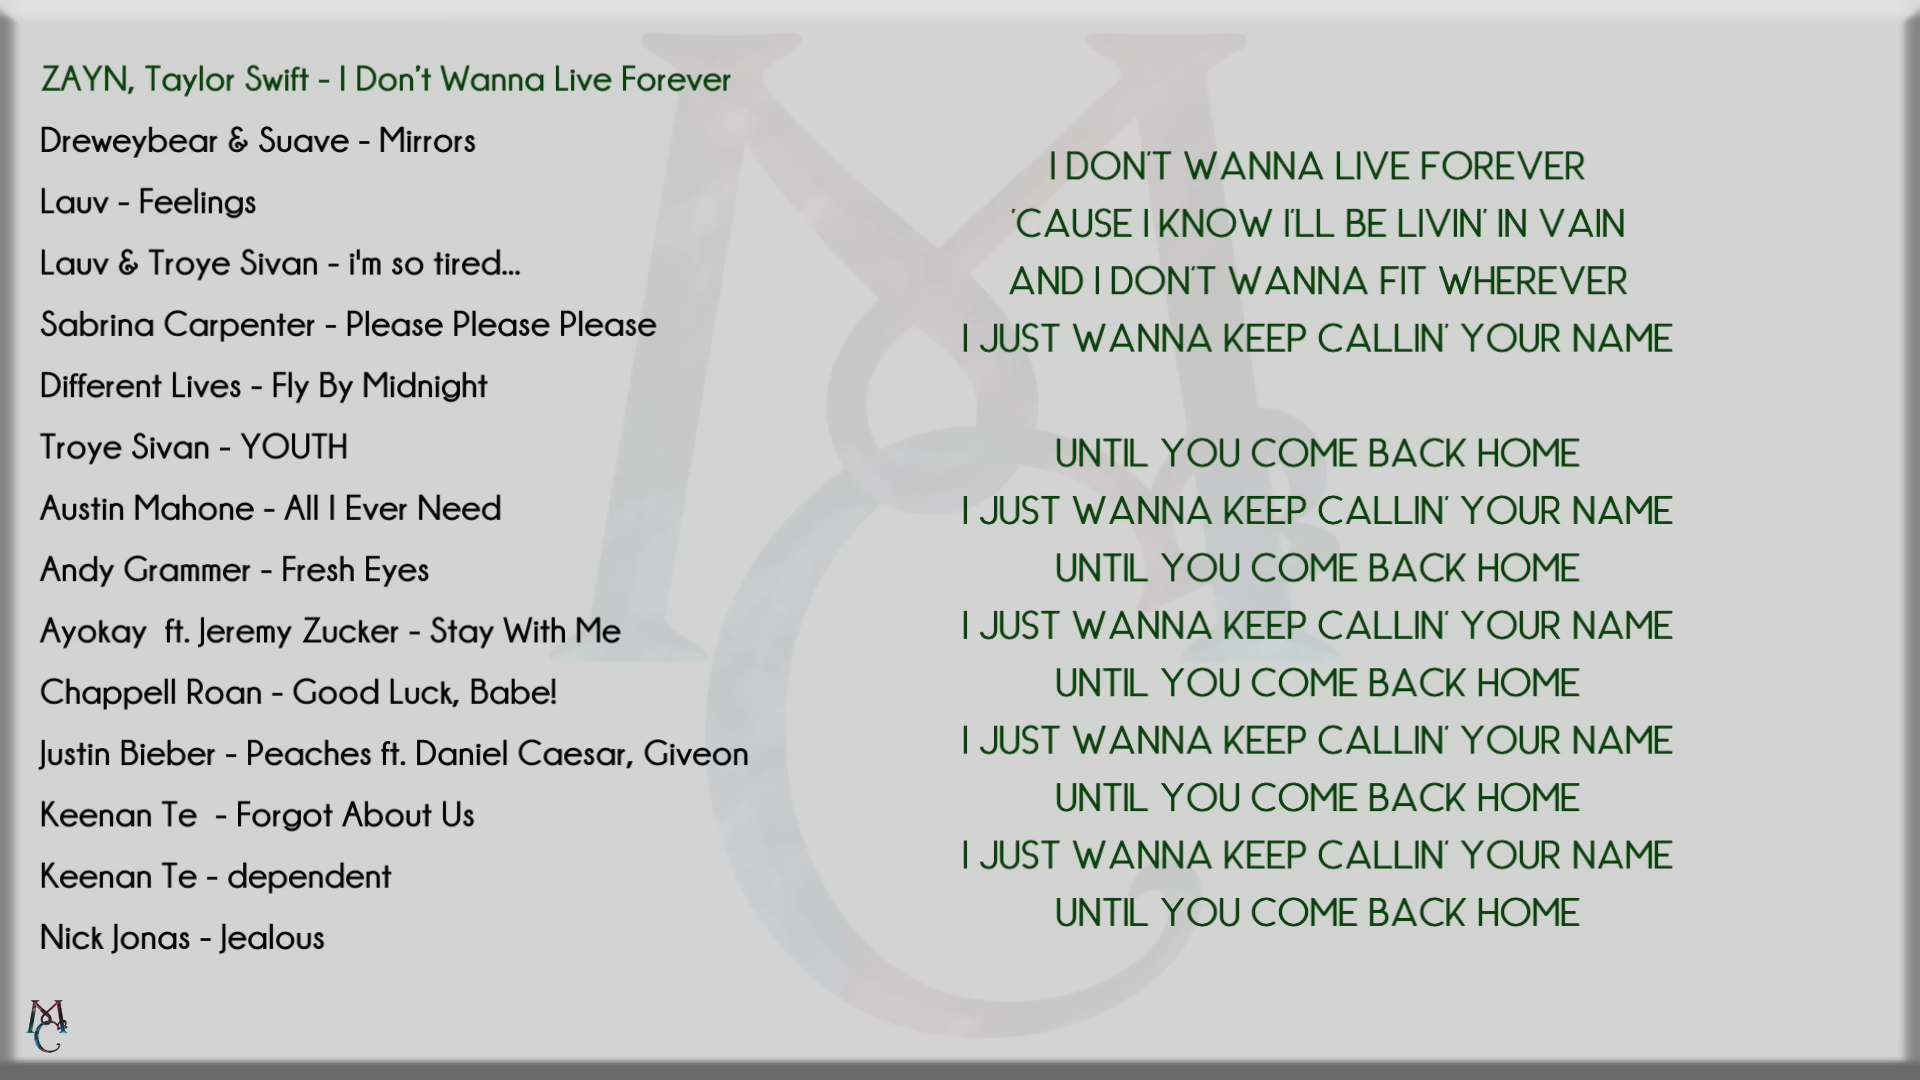 ZAYN, Taylor Swift - I Don't Wanna Live Forever
Dreweybear & Suave - Mirrors
Lauv - Feelings
Lauv & Troye Sivan - i'm so tired...
Sabrina Carpenter - Please Please Please
Different Lives - Fly By Midnight
Troye Sivan - YOUTH
Austin Mahone - All I Ever Need
Andy Grammer - Fresh Eyes
Ayokay  ft. Jeremy Zucker - Stay With Me
Chappell Roan - Good Luck, Babe!
Justin Bieber - Peaches ft. Daniel Caesar, Giveon
Keenan Te  - Forgot About Us
Keenan Te - dependent
Nick Jonas - Jealous
I DON'T WANNA LIVE FOREVER
'CAUSE I KNOW I'LL BE LIVIN' IN VAIN
AND I DON'T WANNA FIT WHEREVER
I JUST WANNA KEEP CALLIN' YOUR NAME
UNTIL YOU COME BACK HOME
I JUST WANNA KEEP CALLIN' YOUR NAME
UNTIL YOU COME BACK HOME
I JUST WANNA KEEP CALLIN' YOUR NAME
UNTIL YOU COME BACK HOME
I JUST WANNA KEEP CALLIN' YOUR NAME
UNTIL YOU COME BACK HOME
I JUST WANNA KEEP CALLIN' YOUR NAME
UNTIL YOU COME BACK HOME